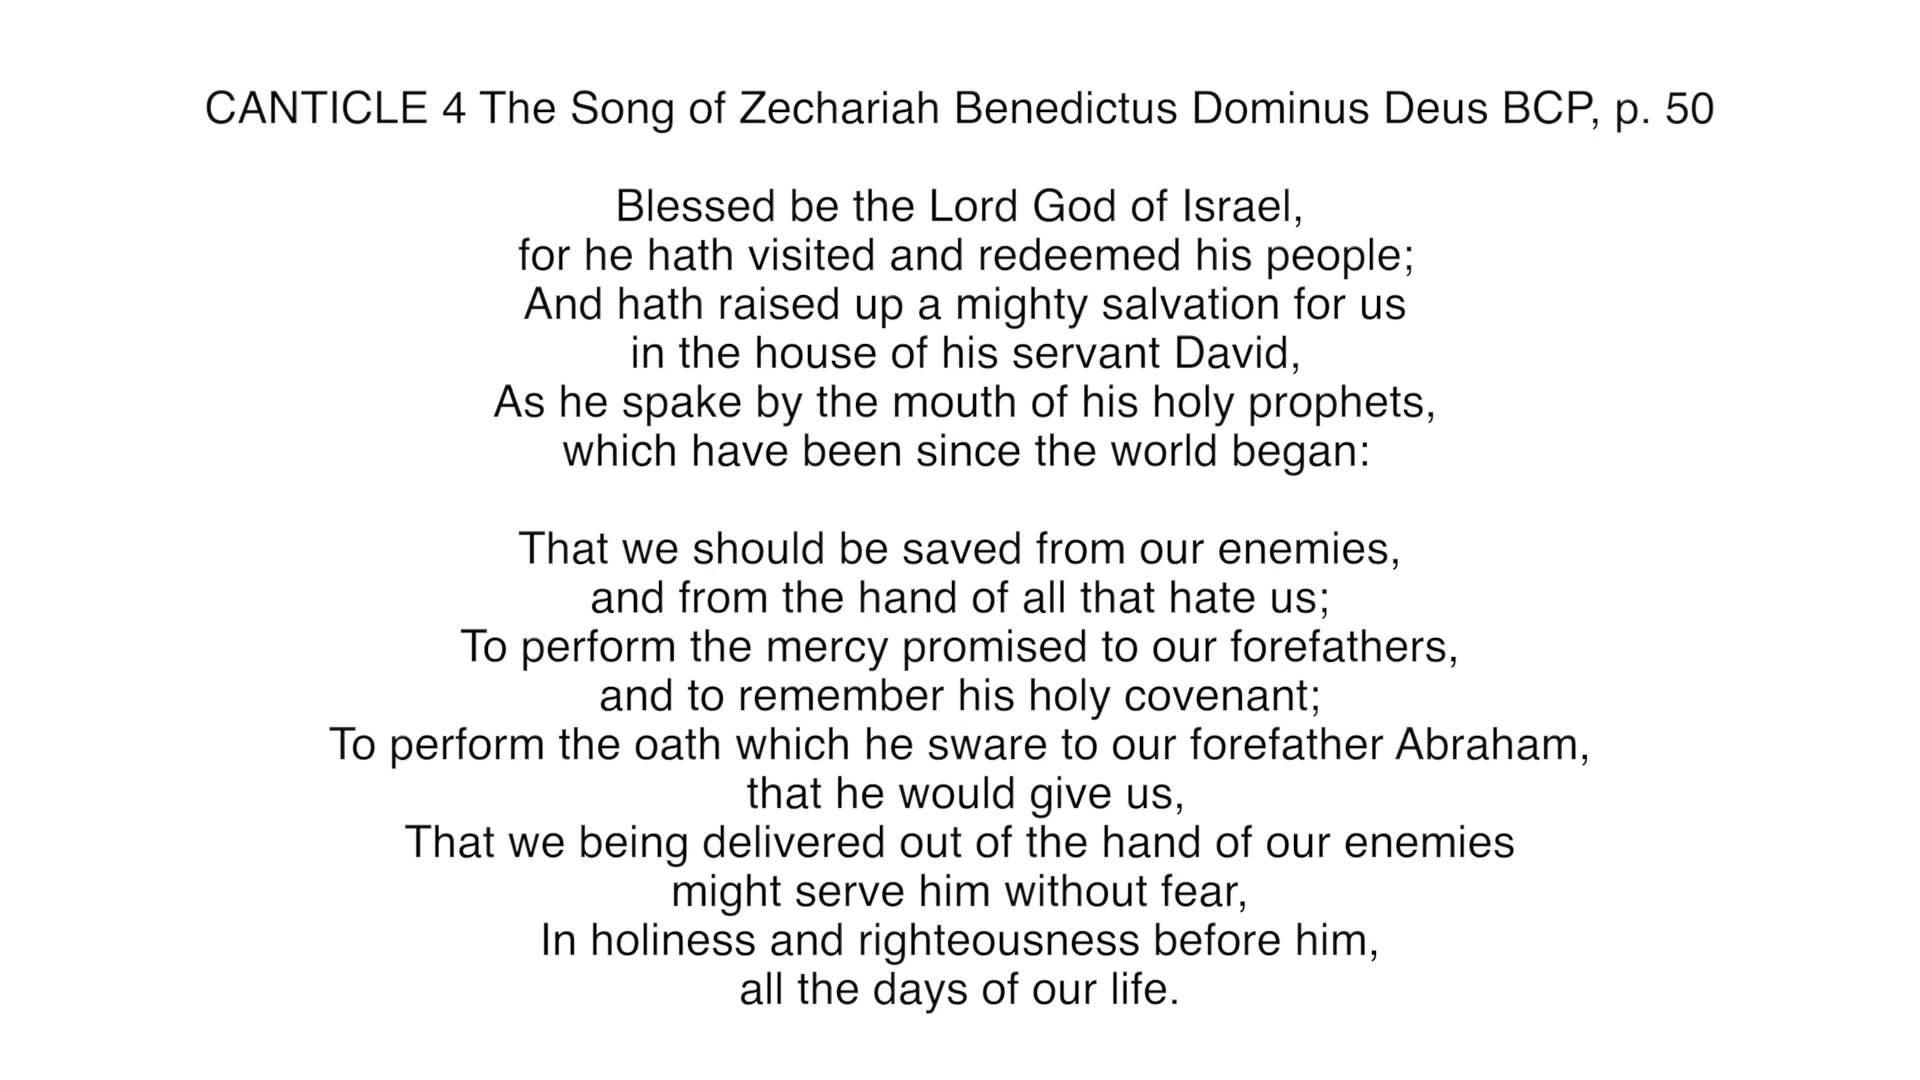 CANTICLE 4 The Song of Zechariah Benedictus Dominus Deus BCP, p. 50
Blessed be the Lord God of Israel,
for he hath visited and redeemed his people;
And hath raised up a mighty salvation for us
in the house of his servant David,
As he spake by the mouth of his holy prophets,
which have been since the world began:
That we should be saved from our enemies,
and from the hand of all that hate us;
To perform the mercy promised to our forefathers,
and to remember his holy covenant;
To perform the oath which he sware to our forefather Abraham,
that he would give us,
That we being delivered out of the hand of our enemies
might serve him without fear,
In holiness and righteousness before him,
all the days of our life.